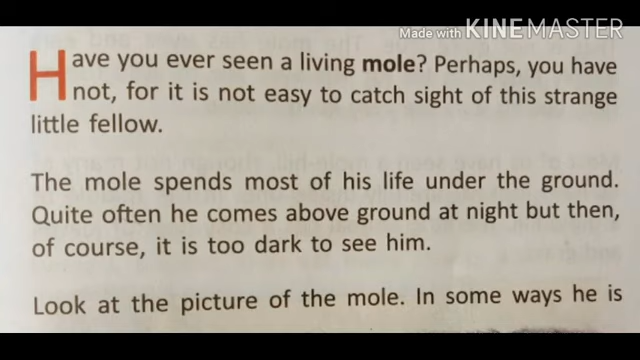 Made with KINEMASTER
Have you ever seen a living mole? Perhaps, you have
not, for it is not easy to catch sight of this strange
little fellow.
The mole spends most of his life under the ground.
Quite often he comes above ground at night but then,
of course, it is too dark to see him.
Look at the picture of the mole. In some ways he is